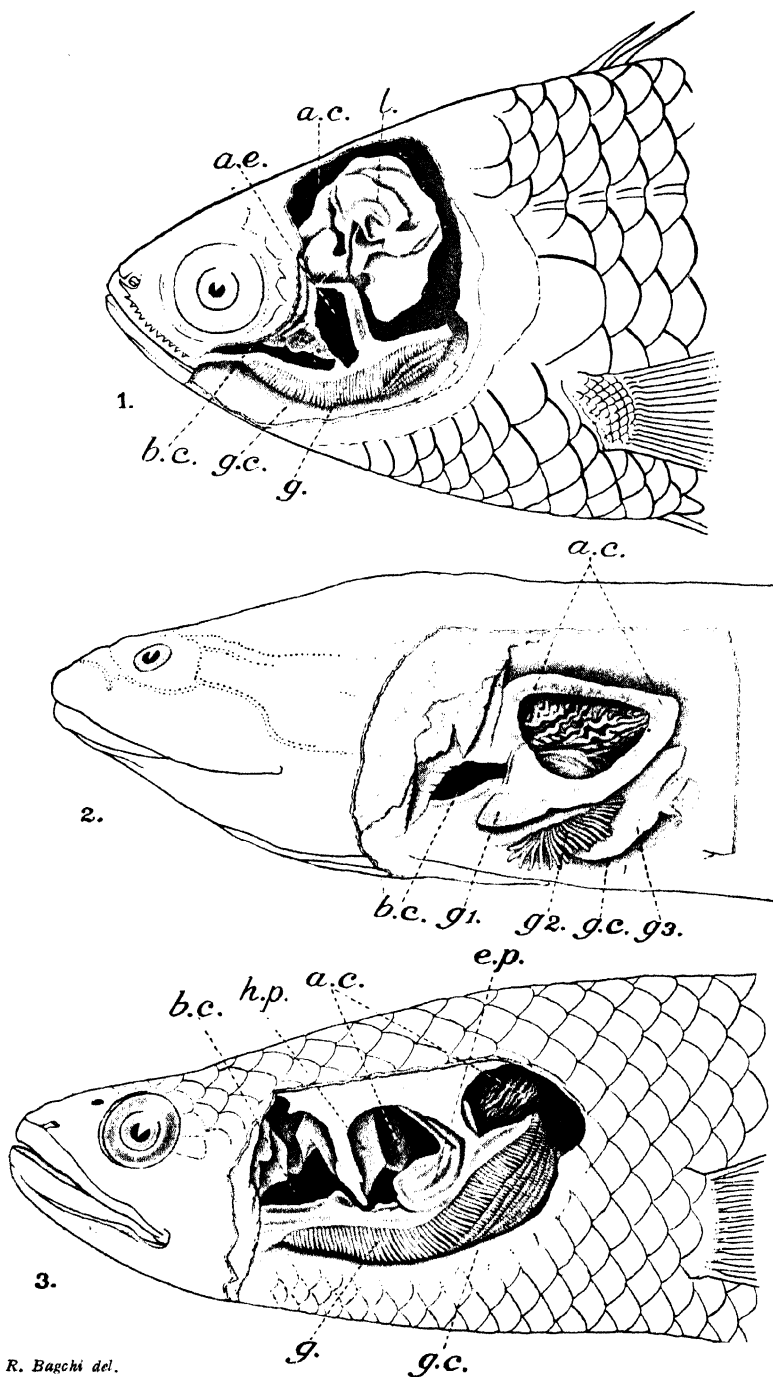 a.c. l.
a.e.
1.
b.c. g.c. g.
a.c.
2.
b.c. g1. g2. g.c. g3.
e.p.
b.c. h.p. a.c.
3.
g. g.c.
R. Bagchi del.